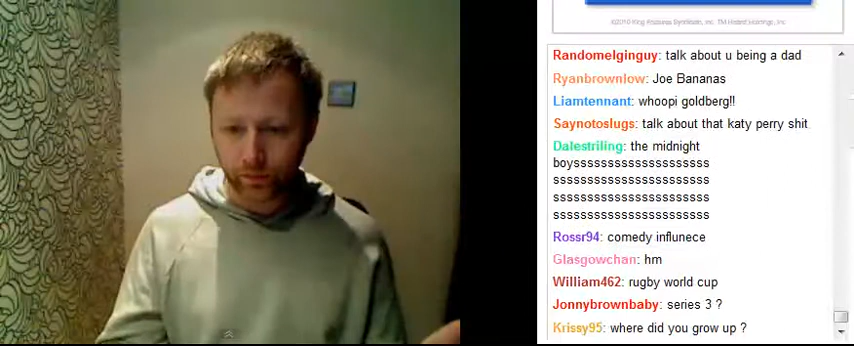 Randomelginguy: talk about u being a dad
Ryanbrownlow: Joe Bananas
Liamtennant: whoopi goldberg!!
Saynotoslugs: talk about that katy perry shit
Dalestriling: the midnight
boysssssssssssssssssssss
sssssssssssssssssssssss
sssssssssssssssssssssss
sssssssssssssssssssssss
Rossr94: comedy influnece
Glasgowchan: hm
William462: rugby world cup
Jonnybrownbaby: series 3 ?
Krissy95: where did you grow up ?